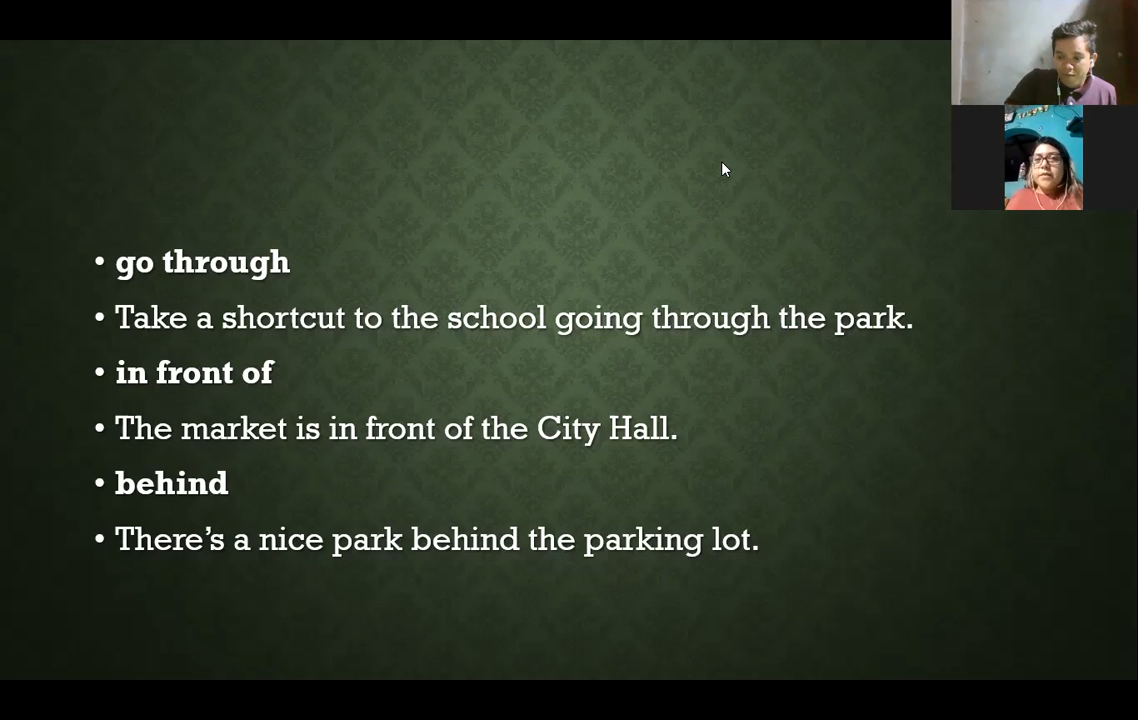 • go through
• Take a shortcut to the school going through the park.
• in front of
• The market is in front of the City Hall.
• behind
• There’s a nice park behind the parking lot.